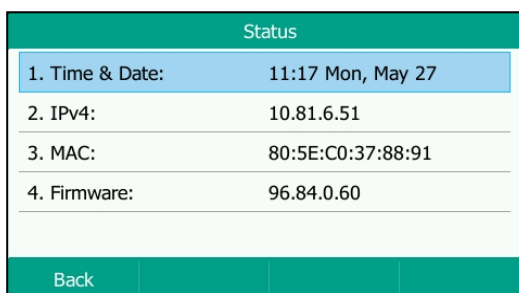 Status
1. Time & Date: 11:17 Mon, May 27
2. IPv4: 10.81.6.51
3. MAC: 80:5E:C0:37:88:91
4. Firmware: 96.84.0.60
Back